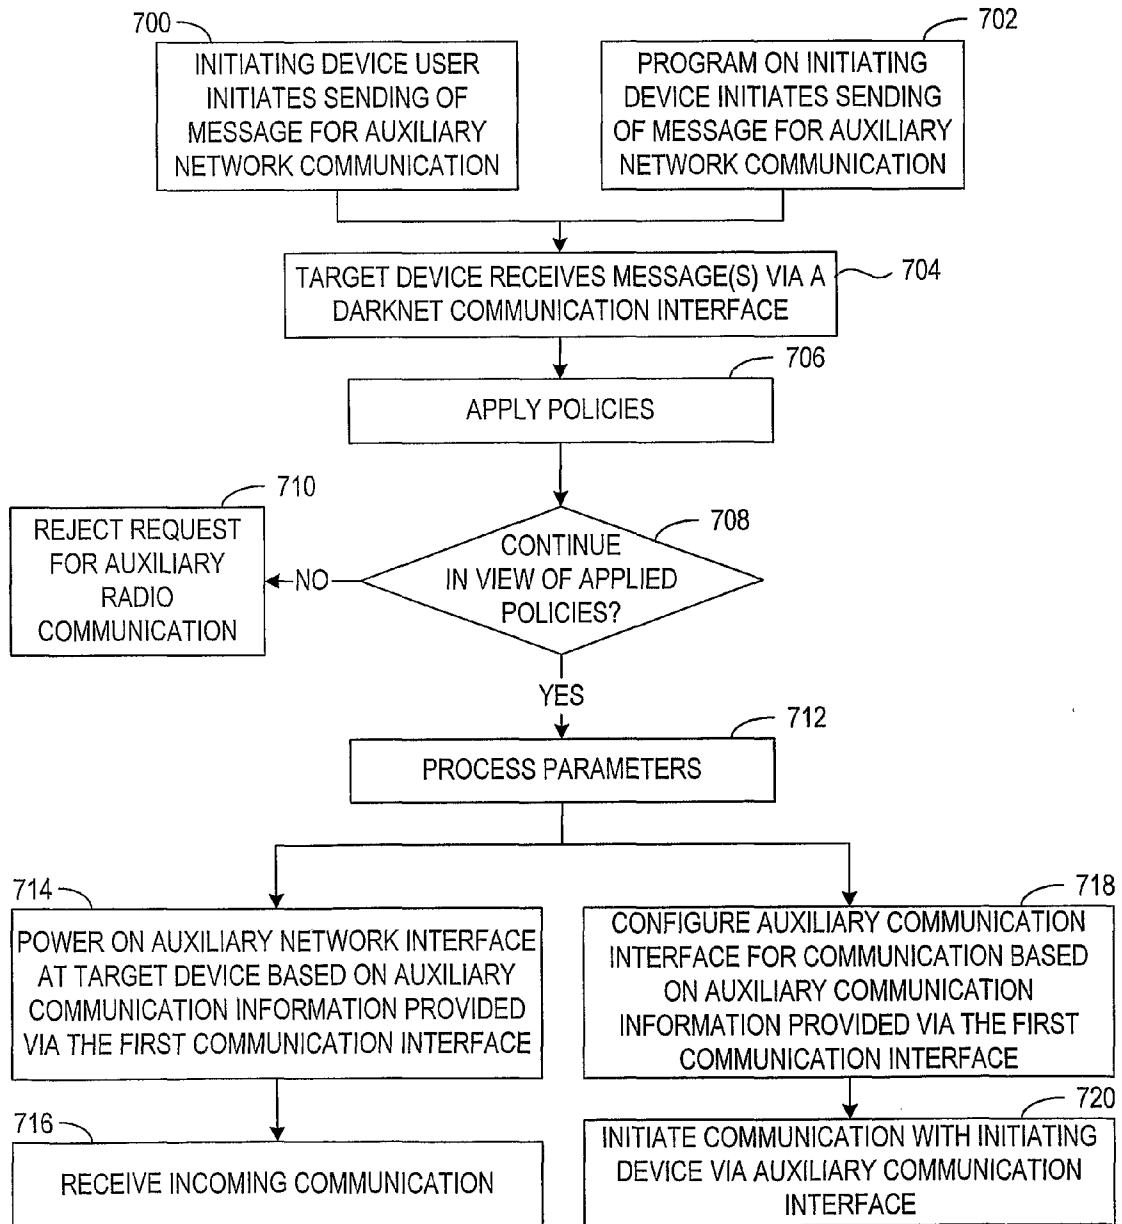 700
INITIATING DEVICE USER
INITIATES SENDING OF
MESSAGE FOR AUXILIARY
NETWORK COMMUNICATION
702
PROGRAM ON INITIATING
DEVICE INITIATES SENDING
OF MESSAGE FOR AUXILIARY
NETWORK COMMUNICATION
TARGET DEVICE RECEIVES MESSAGE(S) VIA A
DARKNET COMMUNICATION INTERFACE
704
706
APPLY POLICIES
710
REJECT REQUEST
FOR AUXILIARY
RADIO
COMMUNICATION
NO
708
CONTINUE
IN VIEW OF APPLIED
POLICIES?
YES
712
PROCESS PARAMETERS
714
POWER ON AUXILIARY NETWORK INTERFACE
AT TARGET DEVICE BASED ON AUXILIARY
COMMUNICATION INFORMATION PROVIDED
VIA THE FIRST COMMUNICATION INTERFACE
718
CONFIGURE AUXILIARY COMMUNICATION
INTERFACE FOR COMMUNICATION BASED
ON AUXILIARY COMMUNICATION
INFORMATION PROVIDED VIA THE FIRST
COMMUNICATION INTERFACE
716
RECEIVE INCOMING COMMUNICATION
720
INITIATE COMMUNICATION WITH INITIATING
DEVICE VIA AUXILIARY COMMUNICATION
INTERFACE